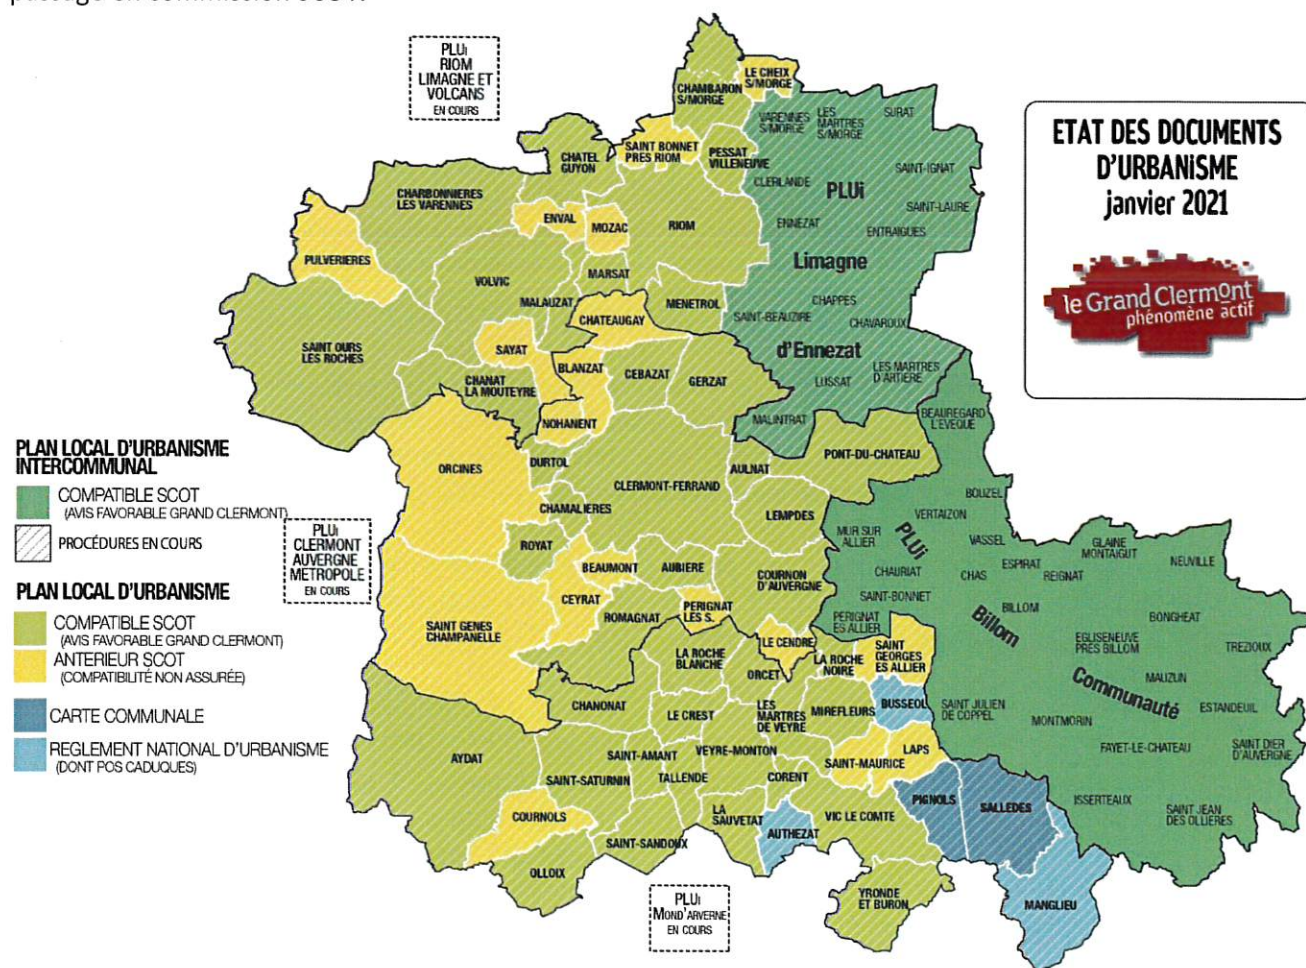 PLUi
RIOM
LIMAGNE ET
VOLCANS
EN COURS
ETAT DES DOCUMENTS
D'URBANISME
janvier 2021
le Grand Clermont
phénomène actif
CHAMBARON
S/MORGE
LE CHEIX
S/MORGE
VARENNES
S/MORGE
LES
MARTRES
S/MORGE
SURAT
SAINT BONNET
PRES RIOM
PESSAT
VILLENEUVE
CHATEL
GUYON
CLERLANDE
PLUi
SAINT-IGNAT
CHARBONNIERES
LES VARENNES
SAINT-LAURE
ENVAL
MOZAC
RIOM
ENNEZAT
ENTRAIGUES
PULVERIERES
Limagne
VOLVIC
MARSAT
MALAUZAT
MENETROL
CHAPPES
CHATEAUGAY
SAINT-BEAUZIRE
CHAVAROUX
SAINT OURS
LES ROCHES
SAYAT
BLANZAT
CEBAZAT
GERZAT
d'Ennezat
LES MARTRES
D'ARTIERE
LUSSAT
CHANAT
LA MOUTEYRE
NOHANENT
MALINTRAT
BEAUREGARD
L'EVEQUE
PLAN LOCAL D'URBANISME
INTERCOMMUNAL
COMPATIBLE SCOT
(AVIS FAVORABLE GRAND CLERMONT)
PROCÉDURES EN COURS
PLAN LOCAL D'URBANISME
COMPATIBLE SCOT
(AVIS FAVORABLE GRAND CLERMONT)
ANTERIEUR SCOT
(COMPATIBILITÉ NON ASSURÉE)
CARTE COMMUNALE
REGLEMENT NATIONAL D'URBANISME
(DONT POS CADUQUES)
PLUi
CLERMONT
AUVERGNE
METROPOLE
EN COURS
ORCINES
DURTOL
CLERMONT-FERRAND
AULNAT
PONT-DU-CHATEAU
CHAMALIERES
LEMPDES
BOUZEL
VERTAIZON
MUR SUR
ALLIER
PLUi
VASSEL
GLAINE
MONTAIGUT
NEUVILLE
ROYAT
BEAUMONT
AUBIERE
COURNON
D'AUVERGNE
CHAURIAT
CHAS
ESPIRAT
REIGNAT
CEYRAT
ROMAGNAT
PERIGNAT
LES S.
SAINT-BONNET
BILLOM
Billom
BONGHEAT
SAINT GENES
CHAMPANELLE
PERIGNAT
ES ALLIER
LE CENDRE
LA ROCHE
NOIRE
SAINT
GEORGES
ES ALLIER
EGLISENEUVE
PRES BILLOM
TREZIOUX
LA ROCHE
BLANCHE
ORCET
MAUZUN
Communauté
CHANONAT
LE CREST
LES
MARTRES
DE VEYRE
MIREFLEURS
BUSSEOL
SAINT JULIEN
DE COPPEL
MONTMORIN
ESTANDEUIL
AYDAT
SAINT-AMANT
TALLENDE
VEYRE-MONTON
SAINT-MAURICE
LAPS
FAYET-LE-CHATEAU
SAINT DIER
D'AUVERGNE
SAINT-SATURNIN
CORENT
COURNOLS
LA
SAUVETAT
AUTHEZAT
VIC LE COMTE
PIGNOLS
SALLEDES
ISSERTEAUX
SAINT JEAN
DES OLLIERES
SAINT-SANDOUX
OLLOIX
YRONDE
ET BURON
MANGLIEU
PLUi
MOND'ARVERNE
EN COURS